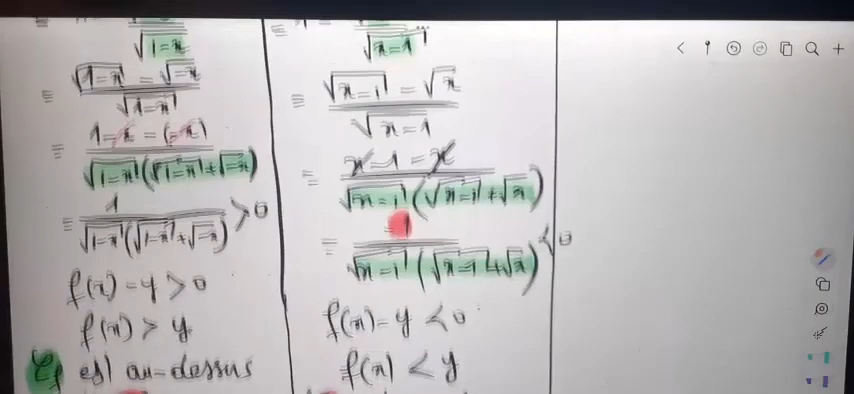 √(1-x)
= (√(1-x) - √-x) / √(1-x)
= (1-x - (-x)) / (√(1-x) (√(1-x) + √-x))
= 1 / (√(1-x) (√(1-x) + √-x)) > 0
f(x) - y > 0
f(x) > y
Cf est au-dessus
√(x-1)
= (√(x-1) - √x) / √(x-1)
= (x-1 - x) / (√(x-1) (√(x-1) + √x))
= -1 / (√(x-1) (√(x-1) + √x)) < 0
f(x) - y < 0
f(x) < y